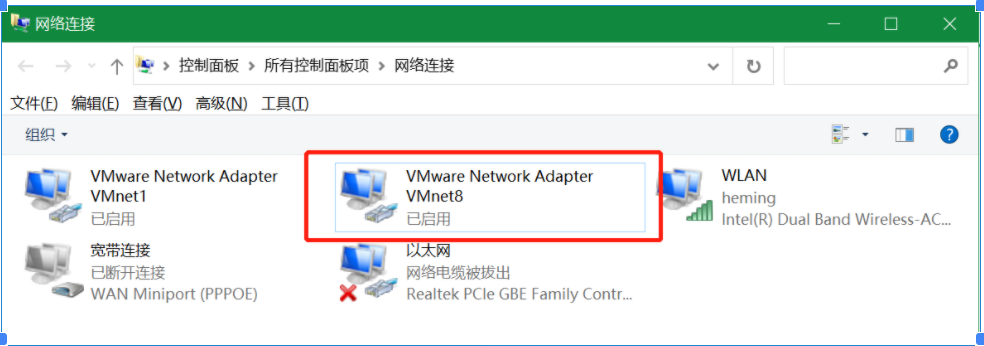 网络连接
控制面板 所有控制面板项 网络连接
文件(F) 编辑(E) 查看(V) 高级(N) 工具(T)
组织
VMware Network Adapter
VMnet1
已启用
VMware Network Adapter
VMnet8
已启用
WLAN
heming
Intel(R) Dual Band Wireless-AC...
宽带连接
已断开连接
WAN Miniport (PPPOE)
以太网
网络电缆被拔出
Realtek PCIe GBE Family Contr...